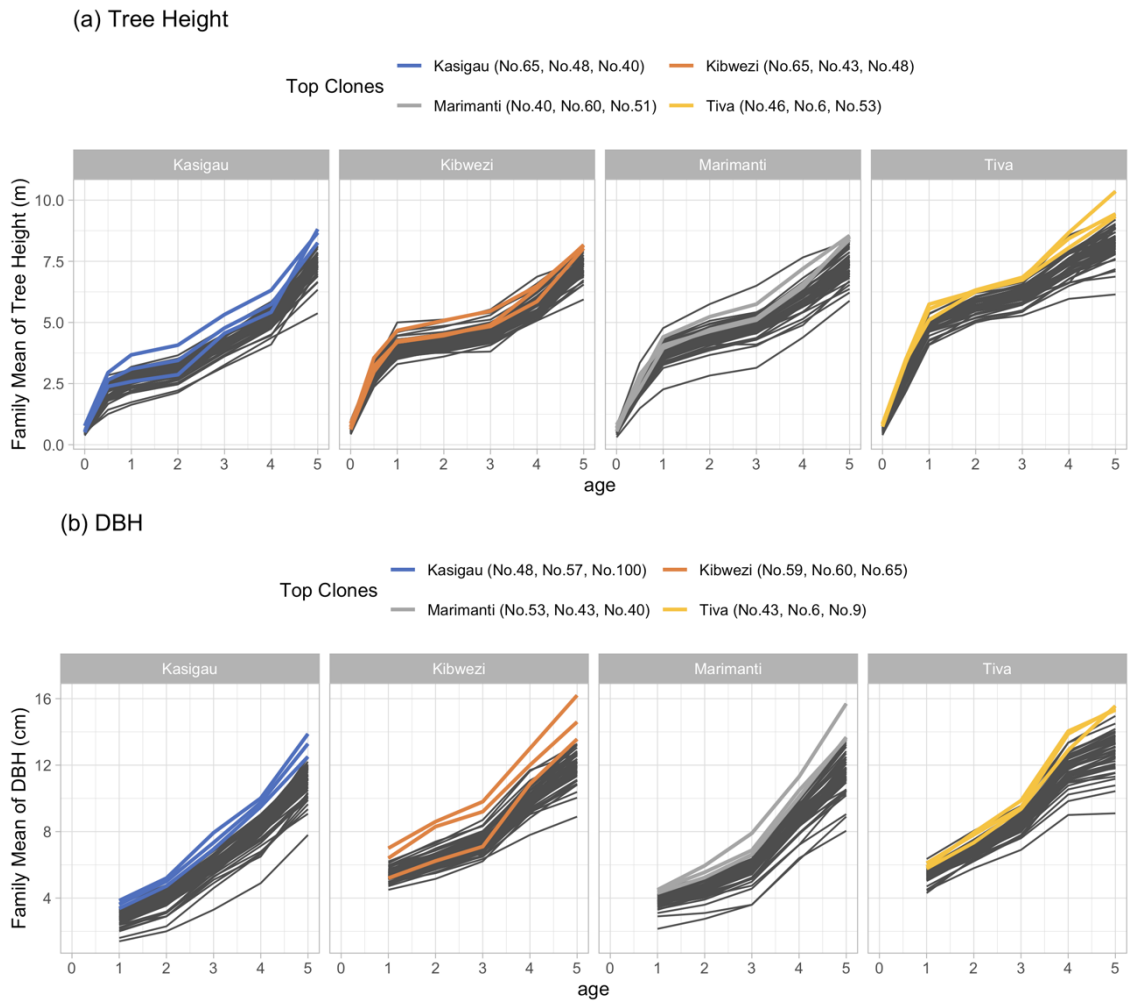 (a) Tree Height
Top Clones
Kasigau (No.65, No.48, No.40)
Kibwezi (No.65, No.43, No.48)
Marimanti (No.40, No.60, No.51)
Tiva (No.46, No.6, No.53)
Kasigau Kibwezi Marimanti Tiva
Family Mean of Tree Height (m)
10.0
7.5
5.0
2.5
0.0
0 1 2 3 4 5 0 1 2 3 4 5 0 1 2 3 4 5 0 1 2 3 4 5
age
(b) DBH
Top Clones
Kasigau (No.48, No.57, No.100)
Kibwezi (No.59, No.60, No.65)
Marimanti (No.53, No.43, No.40)
Tiva (No.43, No.6, No.9)
Kasigau Kibwezi Marimanti Tiva
Family Mean of DBH (cm)
16
12
8
4
0 1 2 3 4 5 0 1 2 3 4 5 0 1 2 3 4 5 0 1 2 3 4 5
age